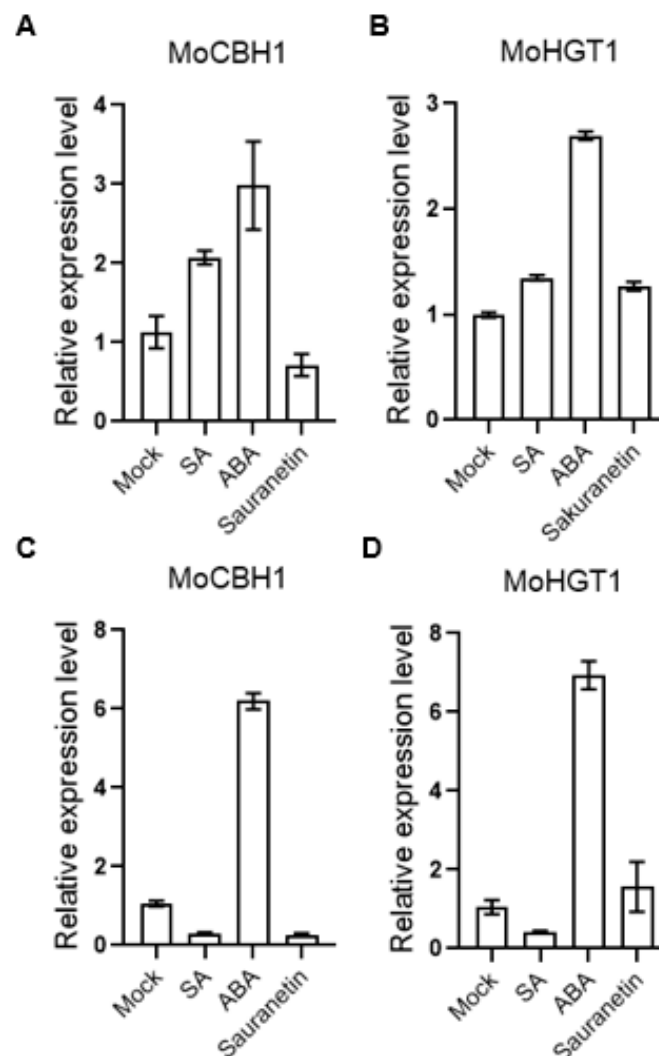 A
MoCBH1
Relative expression level
4
3
2
1
0
Mock
SA
ABA
Sauranetin
B
MoHGT1
Relative expression level
3
2
1
0
Mock
SA
ABA
Sakuranetin
C
MoCBH1
Relative expression level
8
6
4
2
0
Mock
SA
ABA
Sauranetin
D
MoHGT1
Relative expression level
8
6
4
2
0
Mock
SA
ABA
Sauranetin